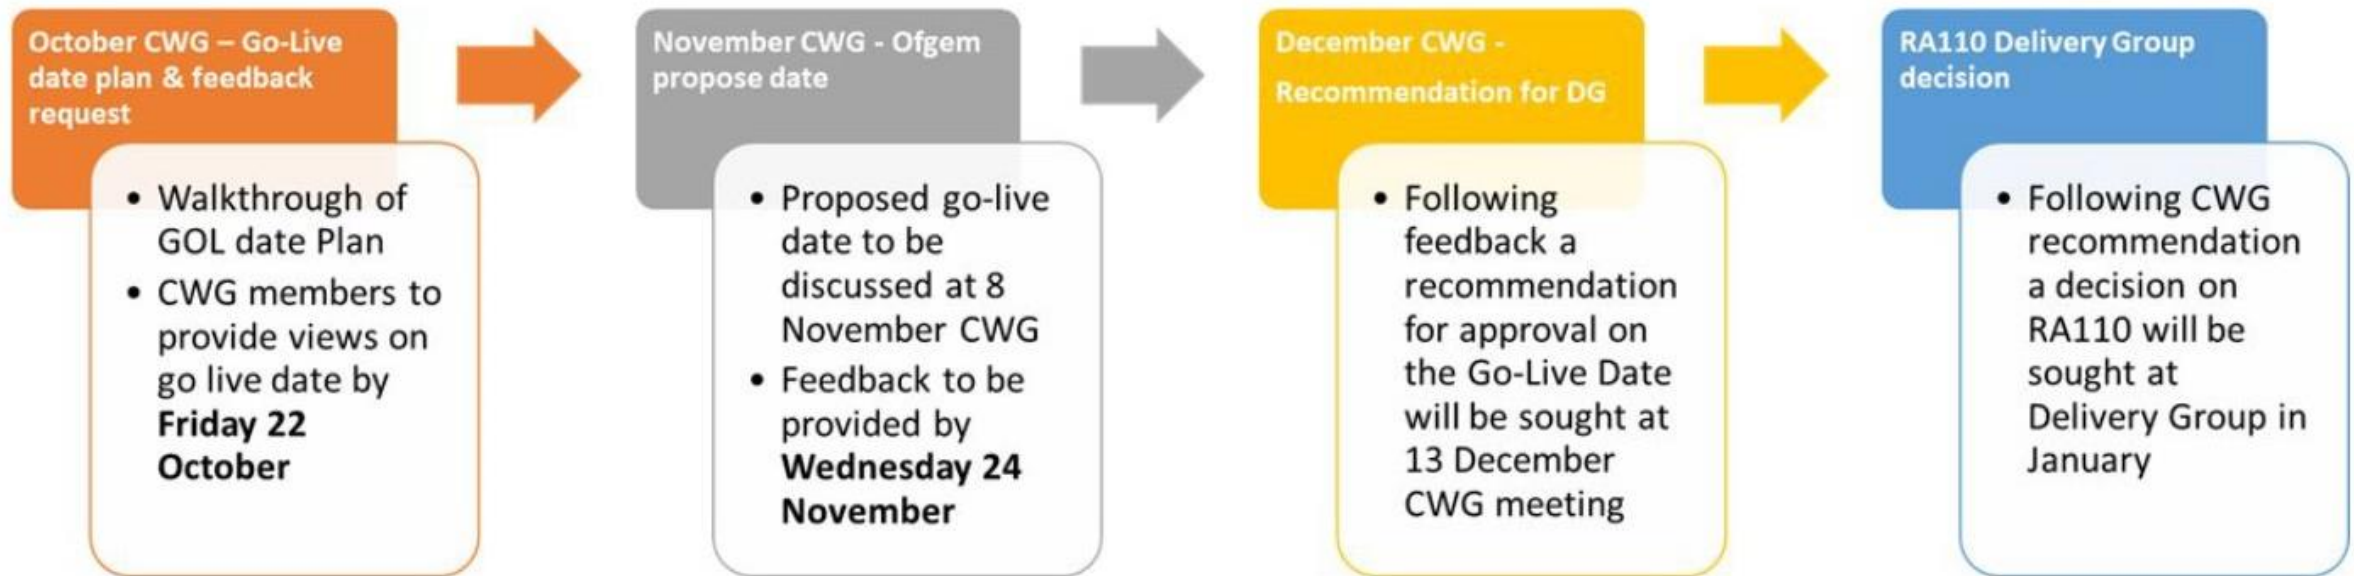 October CWG – Go-Live
date plan & feedback
request
• Walkthrough of
GOL date Plan
• CWG members to
provide views on
go live date by
Friday 22
October
November CWG - Ofgem
propose date
• Proposed go-live
date to be
discussed at 8
November CWG
• Feedback to be
provided by
Wednesday 24
November
December CWG -
Recommendation for DG
• Following
feedback a
recommendation
for approval on
the Go-Live Date
will be sought at
13 December
CWG meeting
RA110 Delivery Group
decision
• Following CWG
recommendation
a decision on
RA110 will be
sought at
Delivery Group in
January